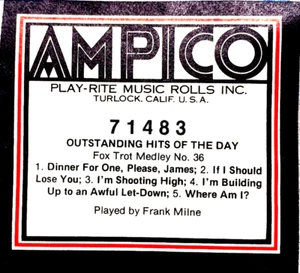 AMPICO
PLAY-RITE MUSIC ROLLS INC.
TURLOCK, CALIF. U.S.A.
71483
OUTSTANDING HITS OF THE DAY
Fox Trot Medley No. 36
1. Dinner For One, Please, James; 2. If I Should
Lose You; 3. I'm Shooting High; 4. I'm Building
Up to an Awful Let-Down; 5. Where Am I?
Played by Frank Milne